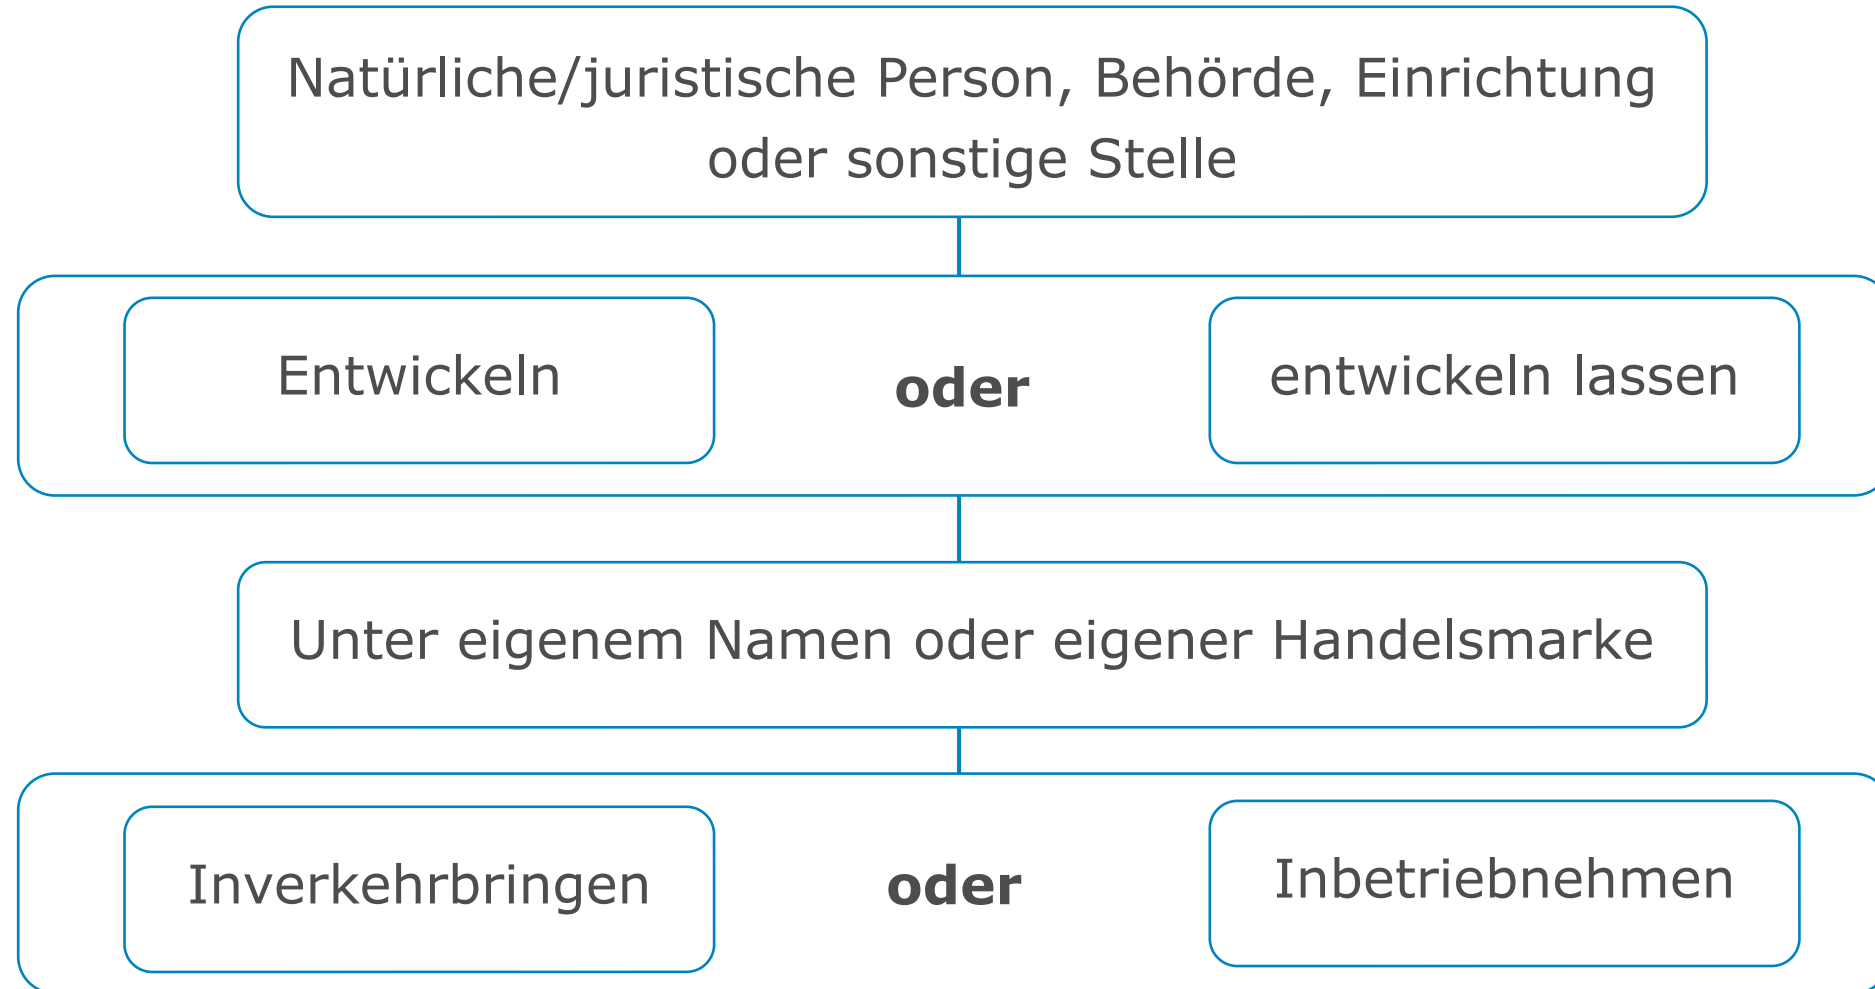 Natürliche/juristische Person, Behörde, Einrichtung
oder sonstige Stelle
Entwickeln
oder
entwickeln lassen
Unter eigenem Namen oder eigener Handelsmarke
Inverkehrbringen
oder
Inbetriebnehmen